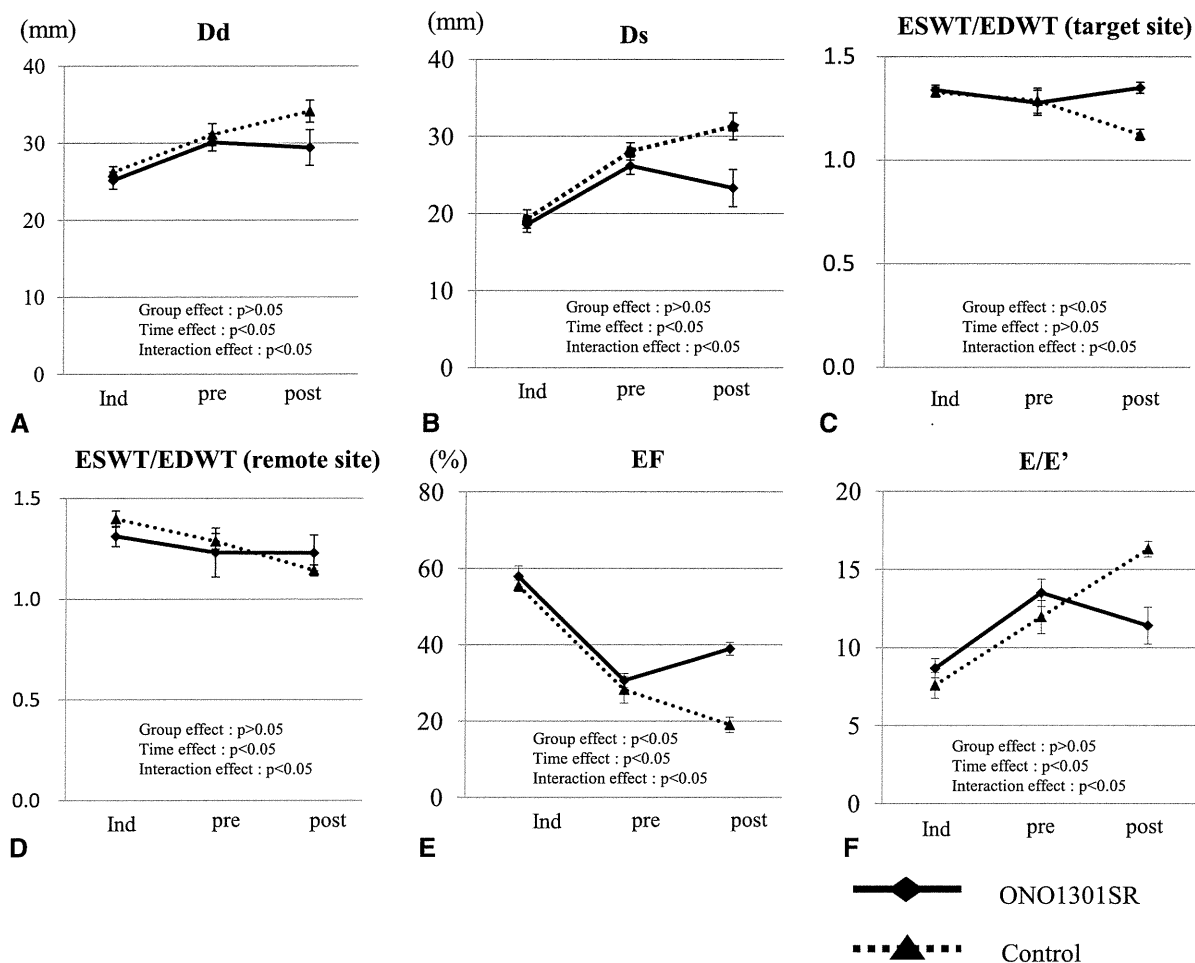 (mm)
Dd
40
30
20
10
0
Group effect : p>0.05
Time effect : p<0.05
Interaction effect : p<0.05
Ind
pre
post
A
(mm)
Ds
40
30
20
10
0
Group effect : p>0.05
Time effect : p<0.05
Interaction effect : p<0.05
Ind
pre
post
B
ESWT/EDWT (target site)
1.5
1.0
0.5
0.0
Group effect : p<0.05
Time effect : p>0.05
Interaction effect : p<0.05
Ind
pre
post
C
ESWT/EDWT (remote site)
1.5
1.0
0.5
0.0
Group effect : p>0.05
Time effect : p<0.05
Interaction effect : p<0.05
Ind
pre
post
D
(%)
EF
80
60
40
20
0
Group effect : p<0.05
Time effect : p<0.05
Interaction effect : p<0.05
Ind
pre
post
E
E/E’
20
15
10
5
0
Group effect : p>0.05
Time effect : p<0.05
Interaction effect : p<0.05
Ind
pre
post
F
ONO1301SR
Control